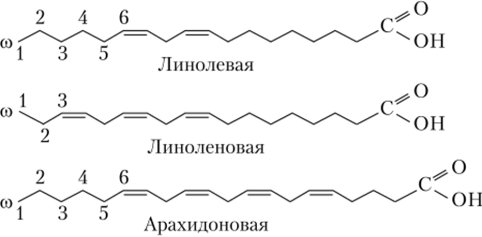 2 4 6 O
ω C
1 3 5 OH
Линолевая
1 3 O
ω C
2 OH
Линоленовая
2 4 6 O
ω C
1 3 5 OH
Арахидоновая